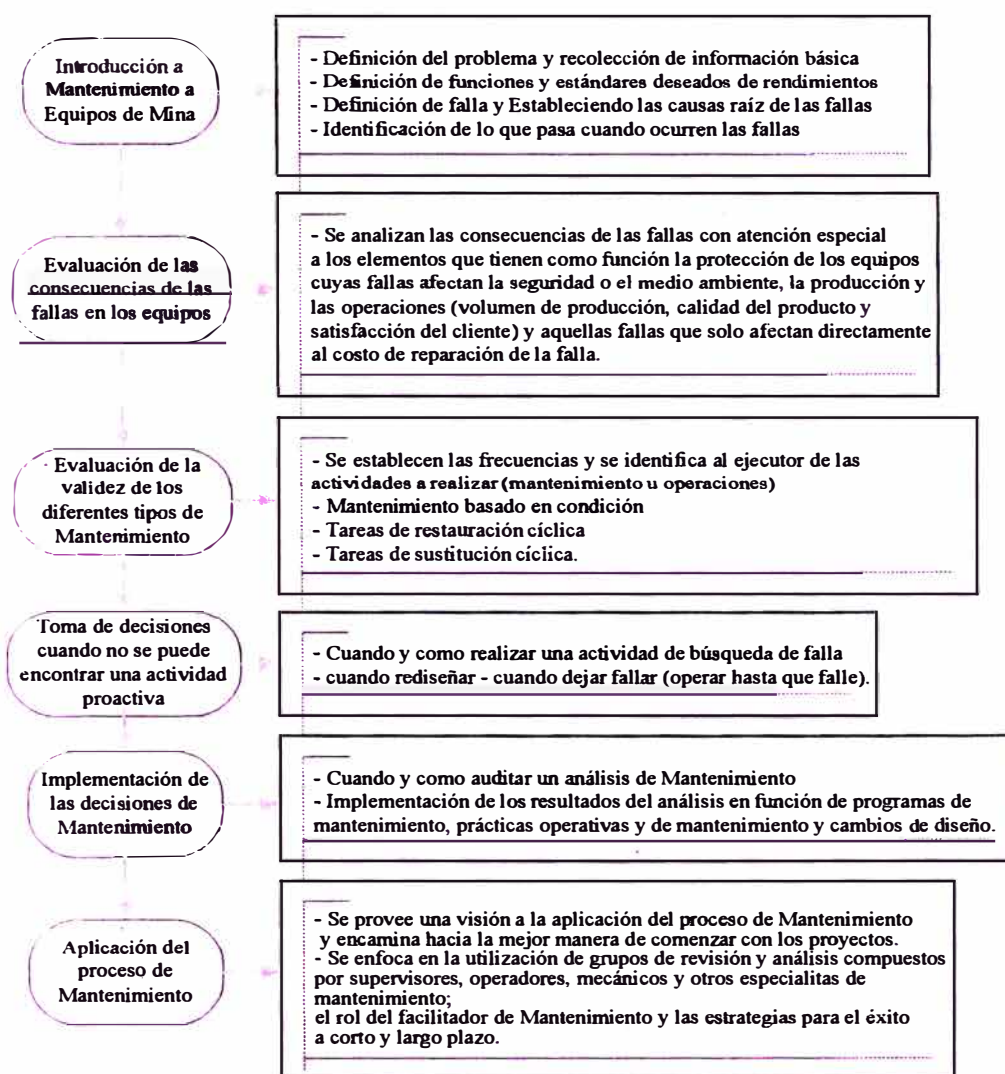 Introducción a
Mantenimiento a
Equipos de Mina
- Definición del problema y recolección de información básica
- Definición de funciones y estándares deseados de rendimientos
- Definición de falla y Estableciendo las causas raíz de las fallas
- Identificación de lo que pasa cuando ocurren las fallas
Evaluación de las
consecuencias de las
fallas en los equipos
- Se analizan las consecuencias de las fallas con atención especial
a los elementos que tienen como función la protección de los equipos
cuyas fallas afectan la seguridad o el medio ambiente, la producción y
las operaciones (volumen de producción, calidad del producto y
satisfacción del cliente) y aquellas fallas que solo afectan directamente
al costo de reparación de la falla.
Evaluación de la
validez de los
diferentes tipos de
Mantenimiento
- Se establecen las frecuencias y se identifica al ejecutor de las
actividades a realizar (mantenimiento u operaciones)
- Mantenimiento basado en condición
- Tareas de restauración cíclica
- Tareas de sustitución cíclica.
Toma de decisiones
cuando no se puede
encontrar una actividad
proactiva
- Cuando y como realizar una actividad de búsqueda de falla
- cuando rediseñar - cuando dejar fallar (operar hasta que falle).
Implementación de
las decisiones de
Mantenimiento
- Cuando y como auditar un análisis de Mantenimiento
- Implementación de los resultados del análisis en función de programas de
mantenimiento, prácticas operativas y de mantenimiento y cambios de diseño.
Aplicación del
proceso de
Mantenimiento
- Se provee una visión a la aplicación del proceso de Mantenimiento
y encamina hacia la mejor manera de comenzar con los proyectos.
- Se enfoca en la utilización de grupos de revisión y análisis compuestos
por supervisores, operadores, mecánicos y otros especialitas de
mantenimiento;
el rol del facilitador de Mantenimiento y las estrategias para el éxito
a corto y largo plazo.